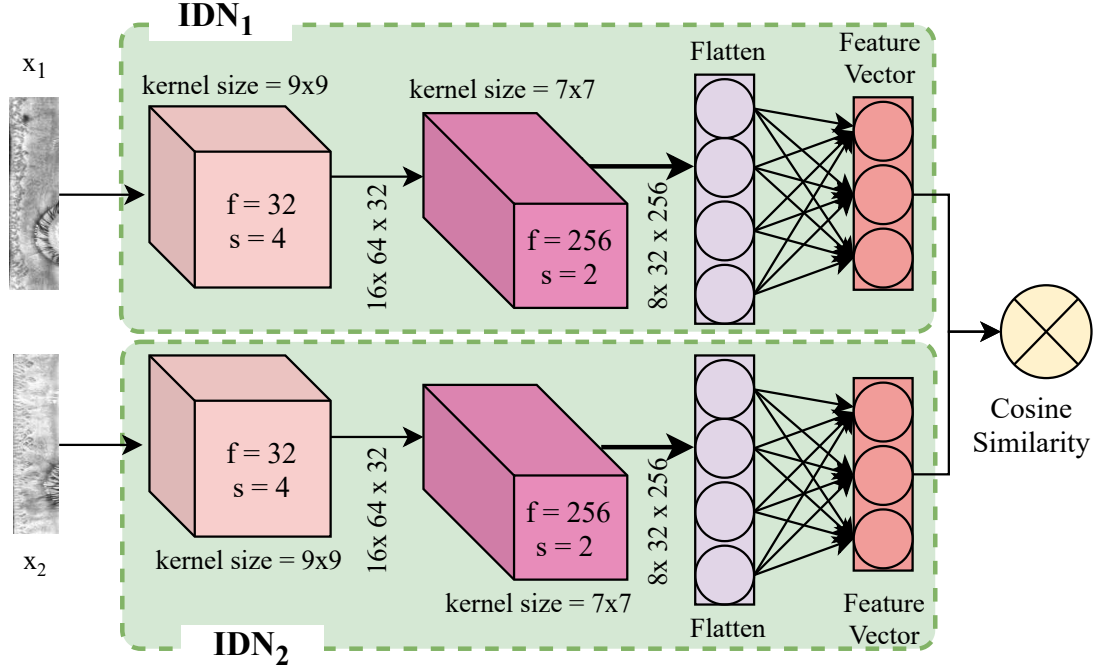 IDN1
x1
kernel size = 9x9
f = 32
s = 4
16x 64 x 32
kernel size = 7x7
f = 256
s = 2
8x 32 x 256
Flatten
Feature
Vector
Cosine
Similarity
x2
f = 32
s = 4
kernel size = 9x9
16x 64 x 32
f = 256
s = 2
kernel size = 7x7
8x 32 x 256
Flatten
Feature
Vector
IDN2